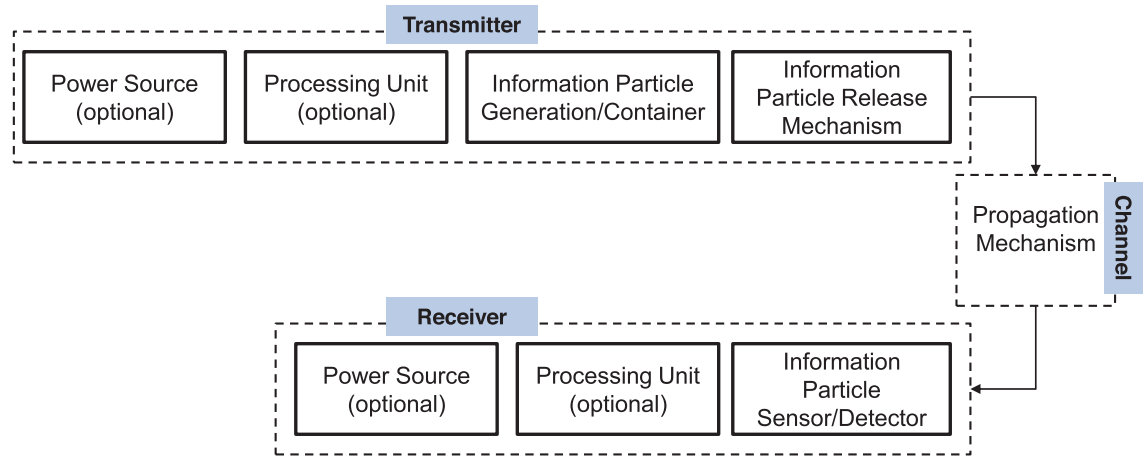 Transmitter
Power Source
(optional)
Processing Unit
(optional)
Information Particle
Generation/Container
Information
Particle Release
Mechanism
Propagation
Mechanism
Channel
Receiver
Power Source
(optional)
Processing Unit
(optional)
Information
Particle
Sensor/Detector